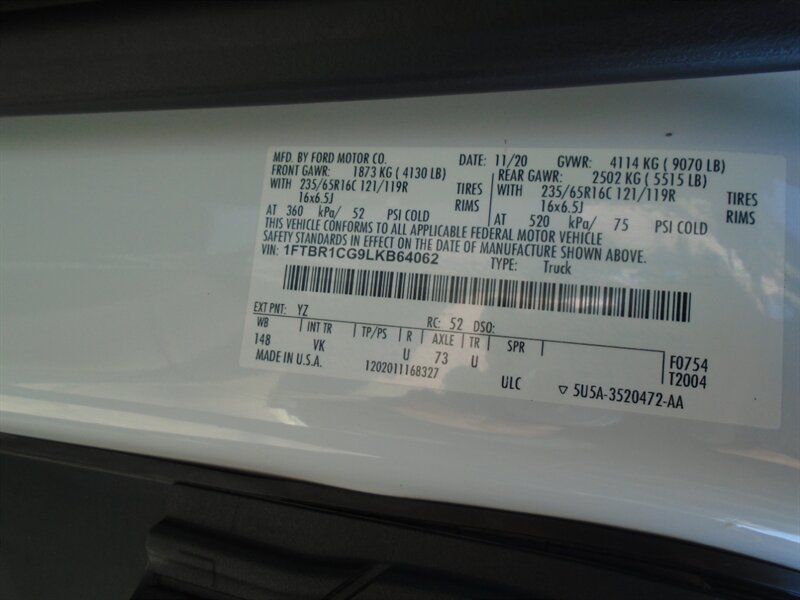 MFD. BY FORD MOTOR CO. DATE: 11/20 GVWR: 4114 KG ( 9070 LB)
FRONT GAWR: 1873 KG ( 4130 LB) REAR GAWR: 2502 KG ( 5515 LB)
WITH 235/65R16C 121/119R TIRES WITH 235/65R16C 121/119R TIRES
16x6.5J RIMS 16x6.5J RIMS
AT 360 kPa/ 52 PSI COLD AT 520 kPa/ 75 PSI COLD
THIS VEHICLE CONFORMS TO ALL APPLICABLE FEDERAL MOTOR VEHICLE
SAFETY STANDARDS IN EFFECT ON THE DATE OF MANUFACTURE SHOWN ABOVE.
VIN: 1FTBR1CG9LKB64062 TYPE: Truck
EXT PNT: YZ RC: 52 DSO:
WB INT TR TP/PS R AXLE TR SPR
148 VK U 73 U F0754
MADE IN U.S.A. 1202011168327 T2004
ULC ▽ 5U5A-3520472-AA